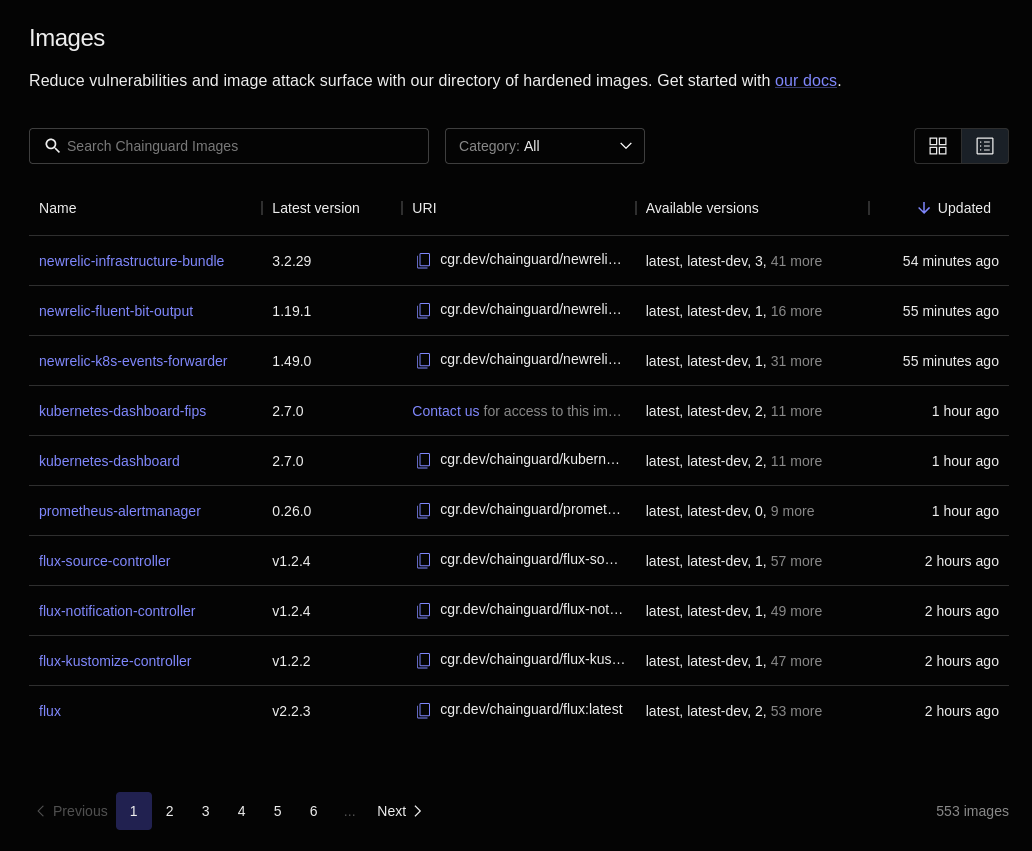 Images
Reduce vulnerabilities and image attack surface with our directory of hardened images. Get started with our docs.
Search Chainguard Images Category: All
Name Latest version URI Available versions Updated
newrelic-infrastructure-bundle 3.2.29 cgr.dev/chainguard/newreli… latest, latest-dev, 3, 41 more 54 minutes ago
newrelic-fluent-bit-output 1.19.1 cgr.dev/chainguard/newreli… latest, latest-dev, 1, 16 more 55 minutes ago
newrelic-k8s-events-forwarder 1.49.0 cgr.dev/chainguard/newreli… latest, latest-dev, 1, 31 more 55 minutes ago
kubernetes-dashboard-fips 2.7.0 Contact us for access to this im… latest, latest-dev, 2, 11 more 1 hour ago
kubernetes-dashboard 2.7.0 cgr.dev/chainguard/kubern… latest, latest-dev, 2, 11 more 1 hour ago
prometheus-alertmanager 0.26.0 cgr.dev/chainguard/promet… latest, latest-dev, 0, 9 more 1 hour ago
flux-source-controller v1.2.4 cgr.dev/chainguard/flux-so… latest, latest-dev, 1, 57 more 2 hours ago
flux-notification-controller v1.2.4 cgr.dev/chainguard/flux-not… latest, latest-dev, 1, 49 more 2 hours ago
flux-kustomize-controller v1.2.2 cgr.dev/chainguard/flux-kus… latest, latest-dev, 1, 47 more 2 hours ago
flux v2.2.3 cgr.dev/chainguard/flux:latest latest, latest-dev, 2, 53 more 2 hours ago
Previous 1 2 3 4 5 6 ... Next 553 images